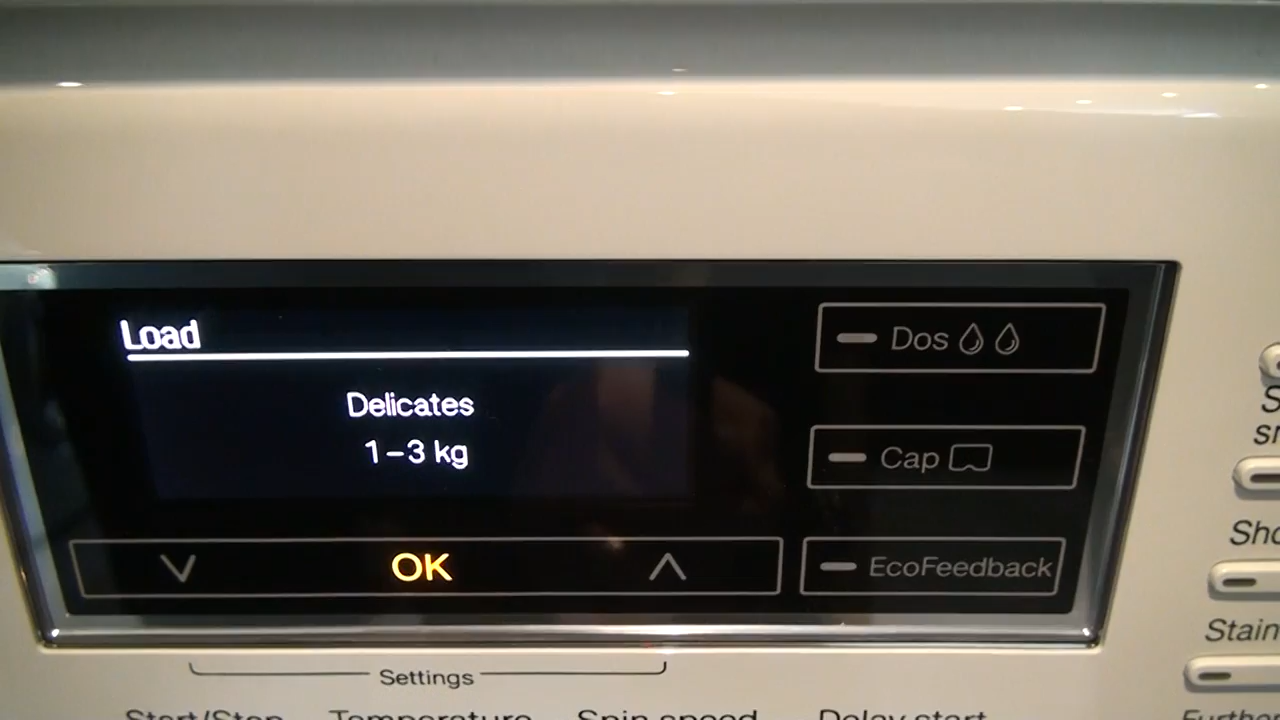 Load
Delicates
1–3 kg
OK
Dos
Cap
EcoFeedback
Settings
Start/Stop Temperature Spin speed Delay start
Stain